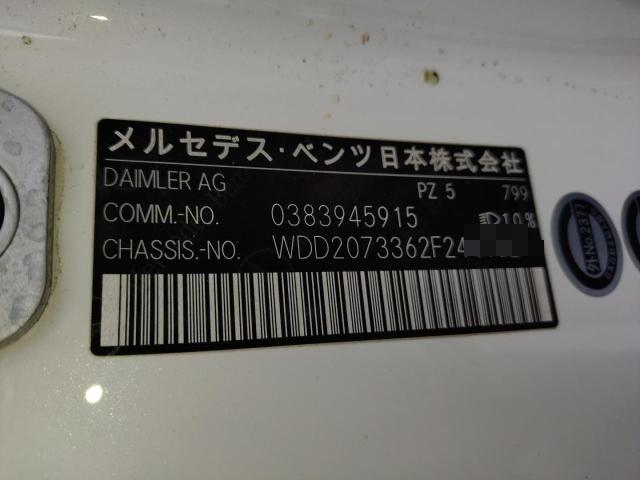 メルセデス・ベンツ日本株式会社
DAIMLER AG PZ 5 799
COMM.-NO. 0383945915 10%
CHASSIS.-NO. WDD2073362F24